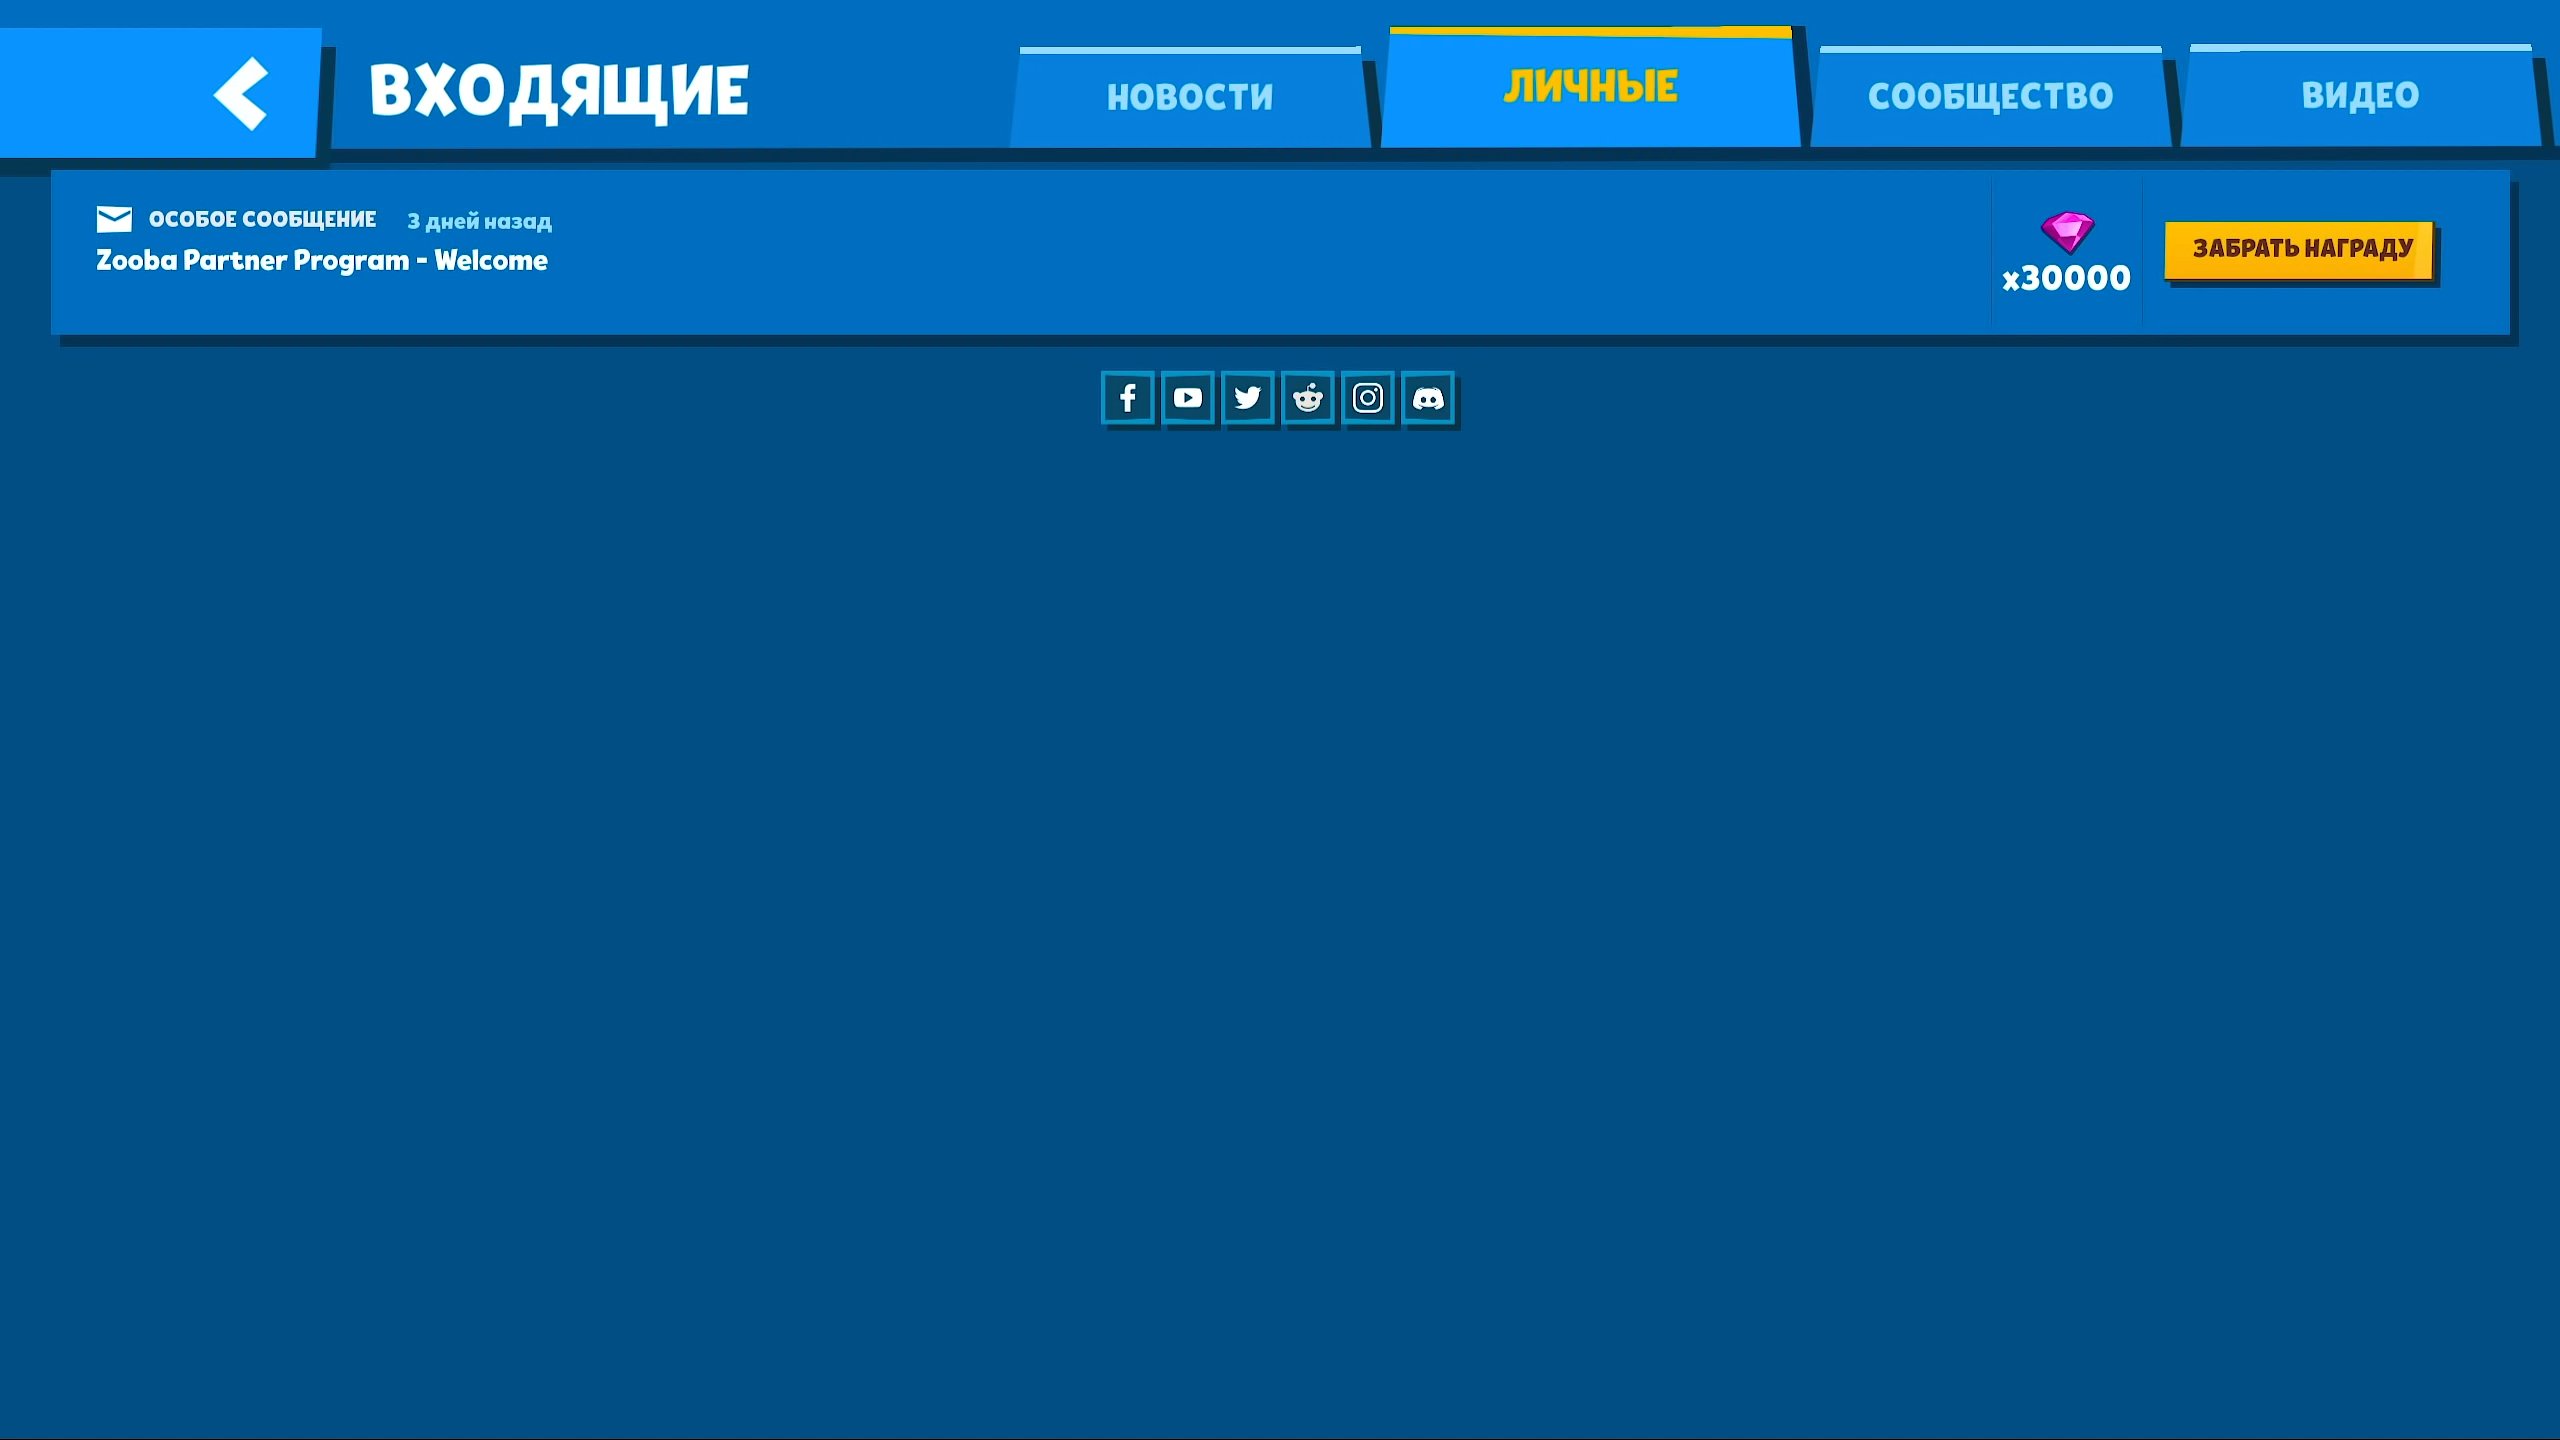 ВХОДЯЩИЕ
НОВОСТИ
ЛИЧНЫЕ
СООБЩЕСТВО
ВИДЕО
ОСОБОЕ СООБЩЕНИЕ 3 дней назад
Zooba Partner Program - Welcome
x30000
ЗАБРАТЬ НАГРАДУ